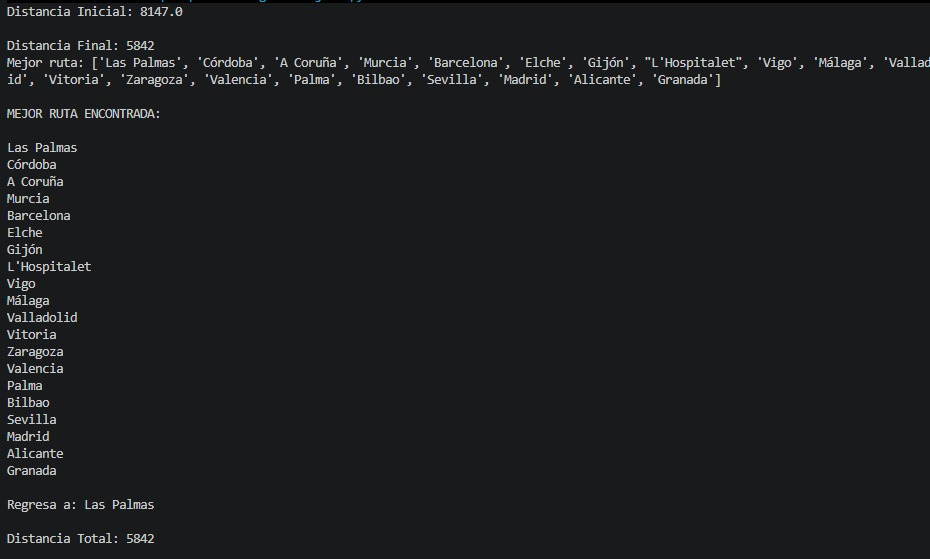 Distancia Inicial: 8147.0
Distancia Final: 5842
Mejor ruta: ['Las Palmas', 'Córdoba', 'A Coruña', 'Murcia', 'Barcelona', 'Elche', 'Gijón', "L'Hospitalet", 'Vigo', 'Málaga', 'Vallad
id', 'Vitoria', 'Zaragoza', 'Valencia', 'Palma', 'Bilbao', 'Sevilla', 'Madrid', 'Alicante', 'Granada']
MEJOR RUTA ENCONTRADA:
Las Palmas
Córdoba
A Coruña
Murcia
Barcelona
Elche
Gijón
L'Hospitalet
Vigo
Málaga
Valladolid
Vitoria
Zaragoza
Valencia
Palma
Bilbao
Sevilla
Madrid
Alicante
Granada
Regresa a: Las Palmas
Distancia Total: 5842